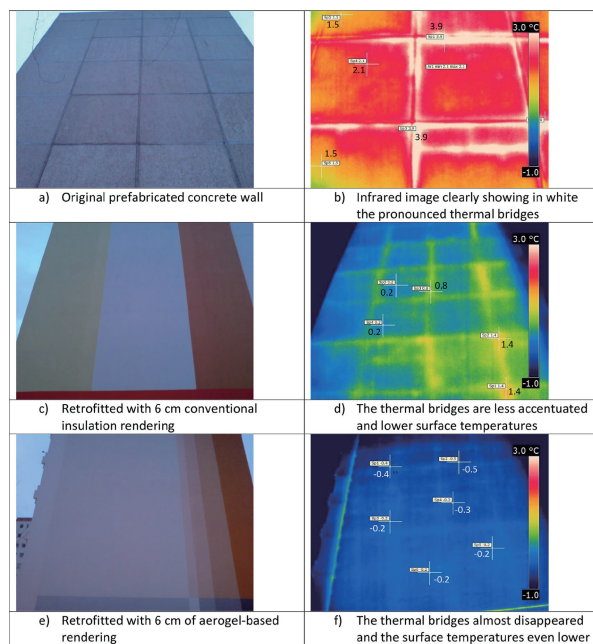 1.5
3.9
3.0 °C
2.1
3.9
1.5
-1.0
a) Original prefabricated concrete wall
b) Infrared image clearly showing in white
the pronounced thermal bridges
3.0 °C
0.2
0.8
0.2
1.4
1.4
-1.0
c) Retrofitted with 6 cm conventional
insulation rendering
d) The thermal bridges are less accentuated
and lower surface temperatures
3.0 °C
-0.4
-0.5
-0.3
-0.2
-0.2
-0.2
-1.0
e) Retrofitted with 6 cm of aerogel-based
rendering
f) The thermal bridges almost disappeared
and the surface temperatures even lower